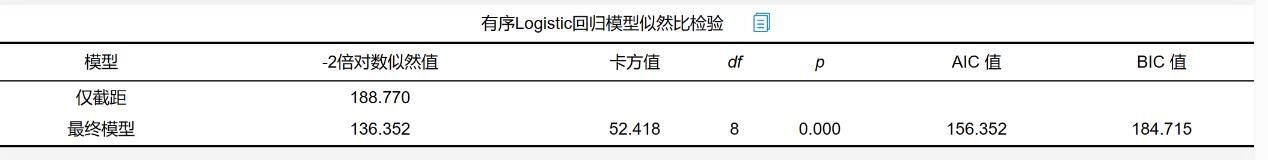 有序Logistic回归模型似然比检验
模型 -2倍对数似然值 卡方值 df p AIC 值 BIC 值
仅截距 188.770
最终模型 136.352 52.418 8 0.000 156.352 184.715